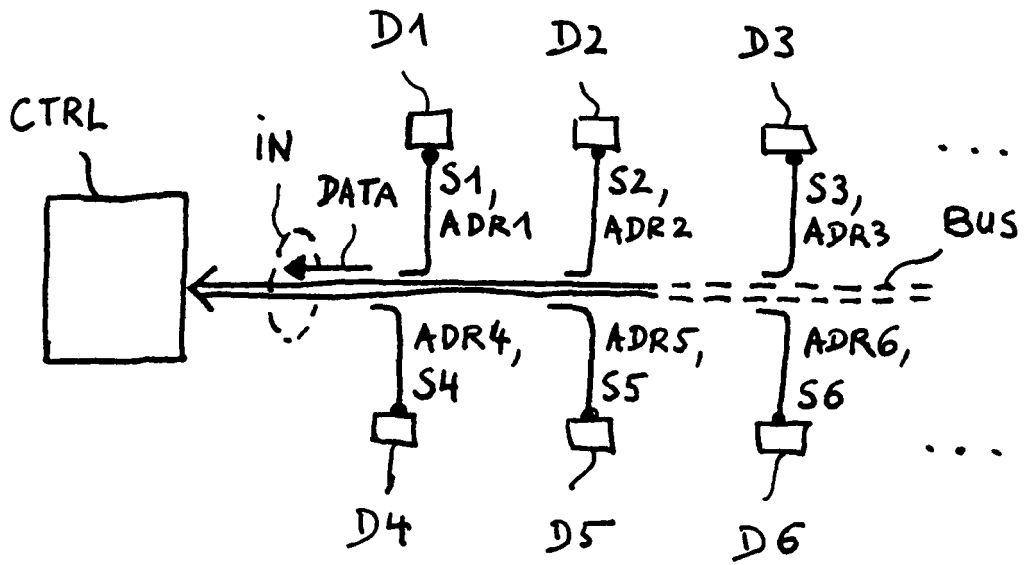 D1
D2
D3
CTRL
iN
DATA
S1,
ADR1
S2,
ADR2
S3,
ADR3
...
BUS
ADR4,
S4
ADR5,
S5
ADR6,
S6
...
D4
D5
D6